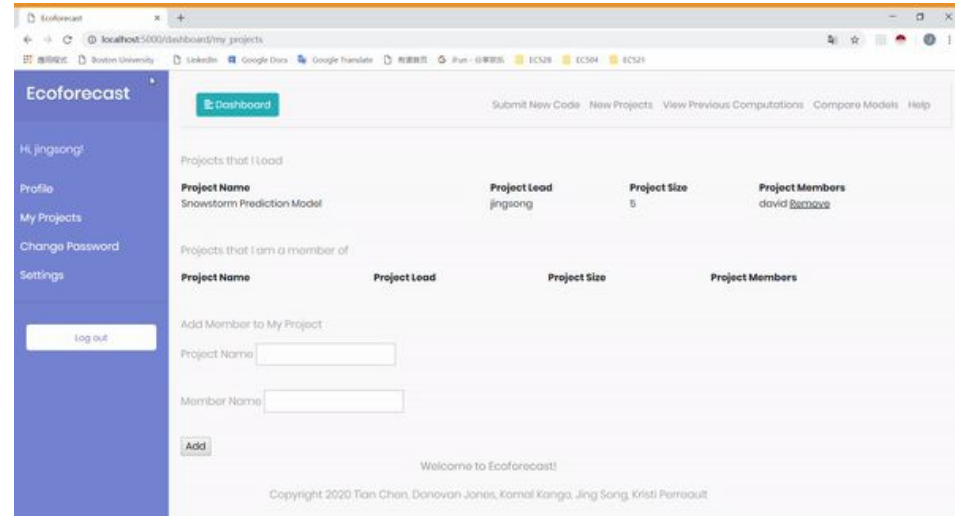 Ecoforecast
localhost:5000/dashboard/my_projects
應用程式 Boston University LinkedIn Google Docs Google Translate EC528 EC504 EC521
Ecoforecast
Dashboard
Submit New Code New Projects View Previous Computations Compare Models Help
Hi, jingsong!
Profile
My Projects
Change Password
Settings
Log out
Projects that I Lead
Project Name Project Lead Project Size Project Members
Snowstorm Prediction Model jingsong 5 david Remove
Projects that I am a member of
Project Name Project Lead Project Size Project Members
Add Member to My Project
Project Name
Member Name
Add
Welcome to Ecoforecast!
Copyright 2020 Tian Chen, Donovan Jones, Komal Kango, Jing Song, Kristi Perreault